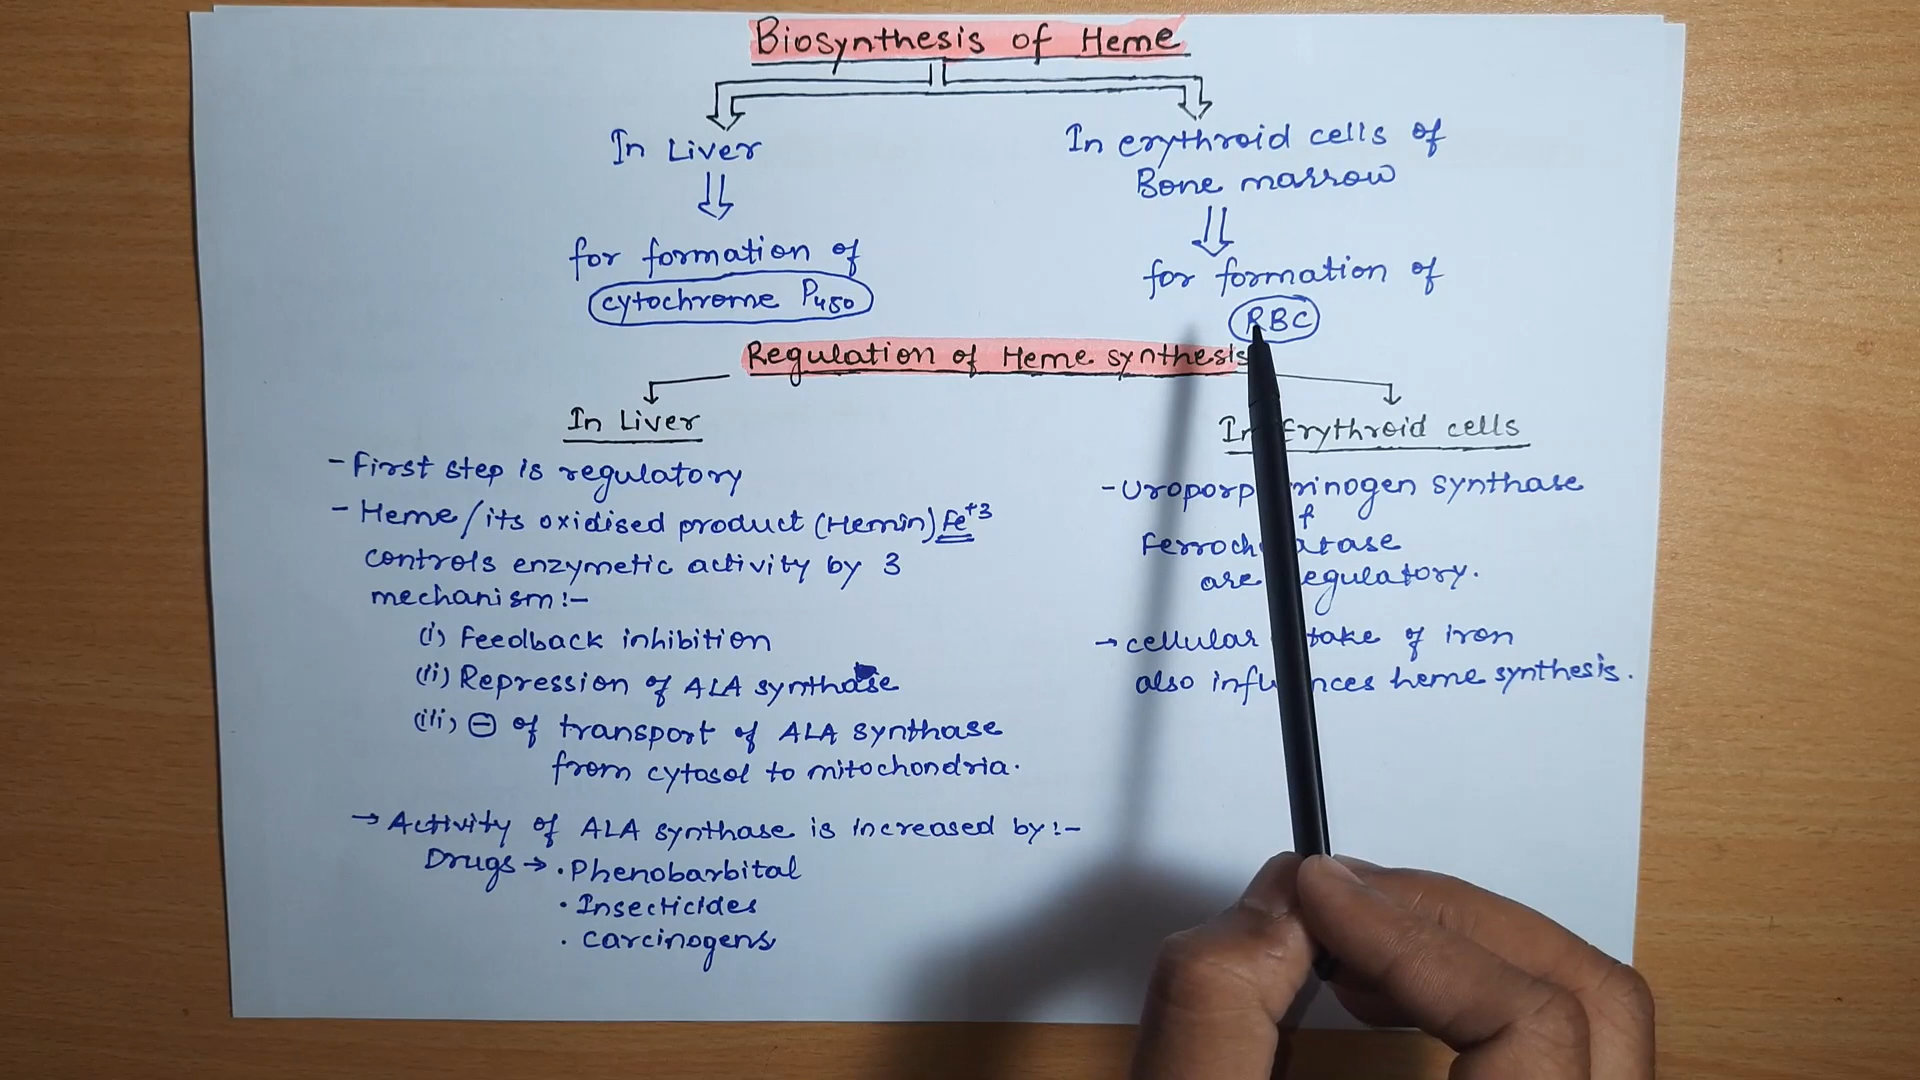 Biosynthesis of Heme
In Liver
for formation of
cytochrome P450
In erythroid cells of
Bone marrow
for formation of
RBC
Regulation of Heme synthesis
In Liver
- First step is regulatory
- Heme/its oxidised product (Hemin) Fe+3
controls enzymetic activity by 3
mechanism:-
(i) Feedback inhibition
(ii) Repression of ALA synthase
(iii) ⊖ of transport of ALA synthase
from cytosol to mitochondria.
→ Activity of ALA synthase is increased by:-
Drugs → • Phenobarbital
• Insecticides
• Carcinogens
In Erythroid cells
- synthase
are
→ cellular of iron
also heme synthesis.